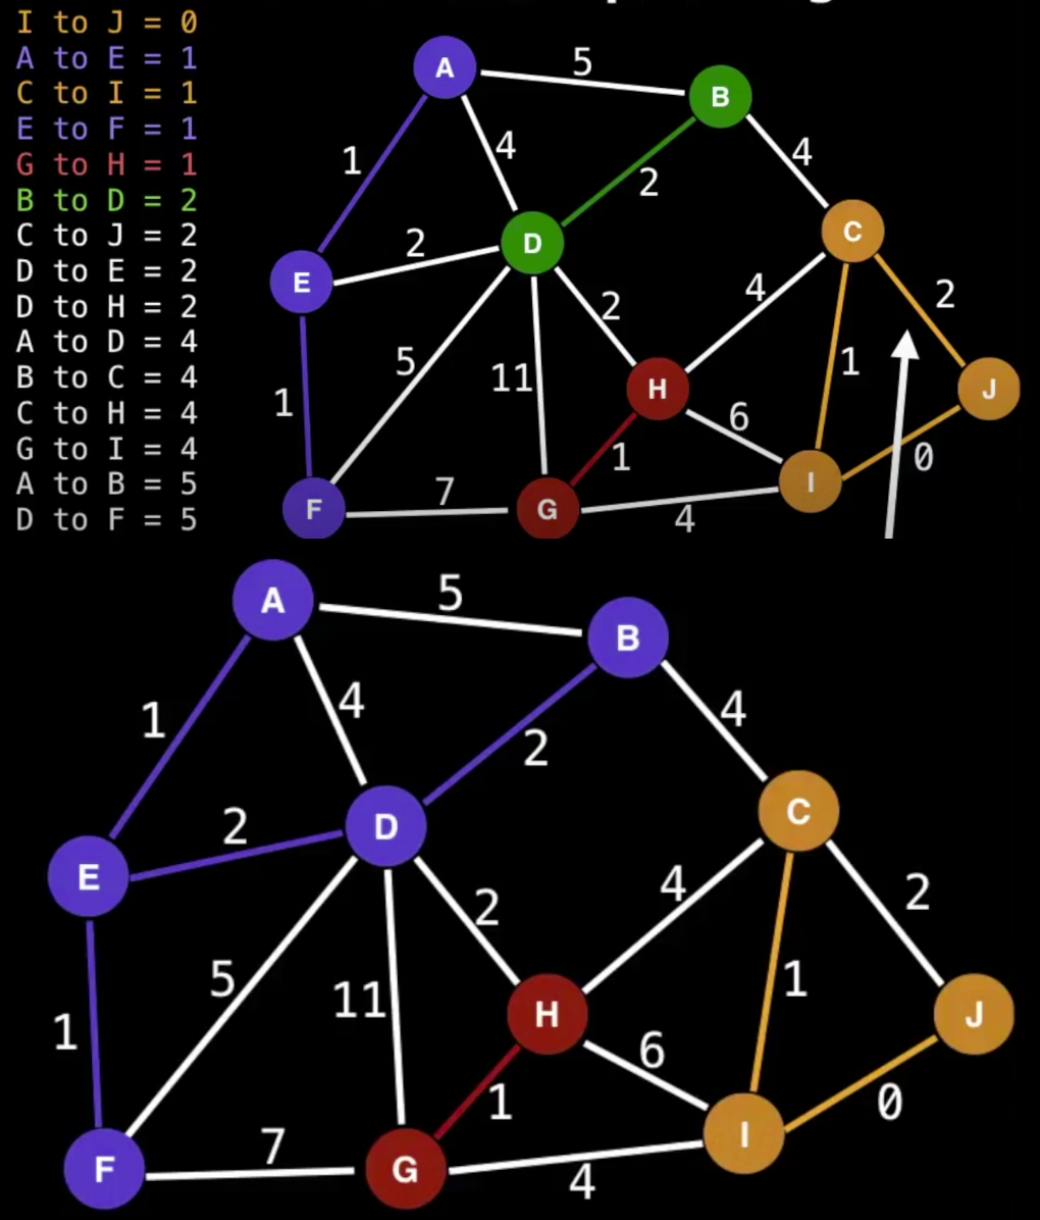 I to J = 0
A to E = 1
C to I = 1
E to F = 1
G to H = 1
B to D = 2
C to J = 2
D to E = 2
D to H = 2
A to D = 4
B to C = 4
C to H = 4
G to I = 4
A to B = 5
D to F = 5
A
5
B
1
4
2
4
D
C
2
E
2
4
2
5
11
1
H
J
1
6
1
0
7
I
F
G
4
A
5
B
1
4
4
2
2
D
C
E
4
2
2
5
11
1
H
J
1
6
1
0
7
I
F
G
4